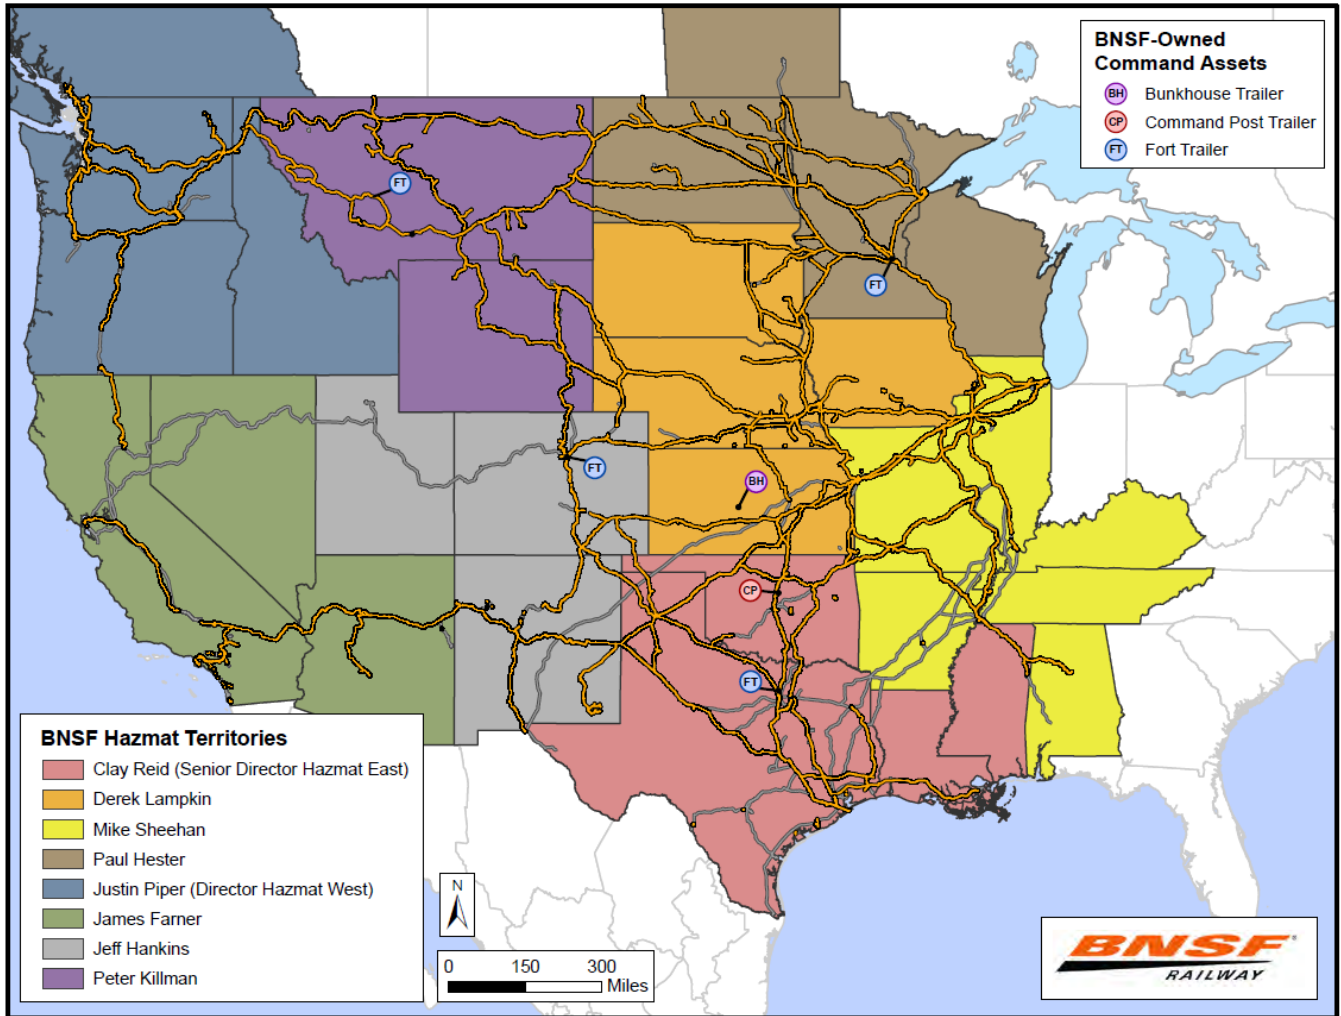 BNSF-Owned
Command Assets
BH Bunkhouse Trailer
CP Command Post Trailer
FT Fort Trailer
FT
FT
FT
BH
CP
FT
BNSF Hazmat Territories
Clay Reid (Senior Director Hazmat East)
Derek Lampkin
Mike Sheehan
Paul Hester
Justin Piper (Director Hazmat West)
James Farner
Jeff Hankins
Peter Killman
N
0 150 300
Miles
BNSF
RAILWAY